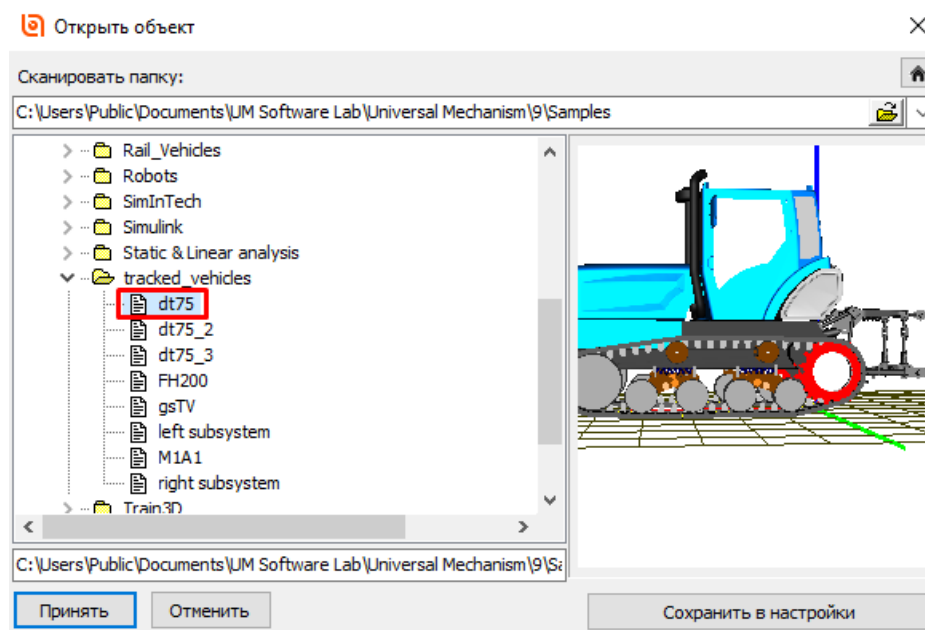 Открыть объект
Сканировать папку:
C:\Users\Public\Documents\UM Software Lab\Universal Mechanism\9\Samples
Rail_Vehicles
Robots
SimInTech
Simulink
Static & Linear analysis
tracked_vehicles
dt75
dt75_2
dt75_3
FH200
gsTV
left subsystem
M1A1
right subsystem
Train3D
C:\Users\Public\Documents\UM Software Lab\Universal Mechanism\9\Sa
Принять
Отменить
Сохранить в настройки